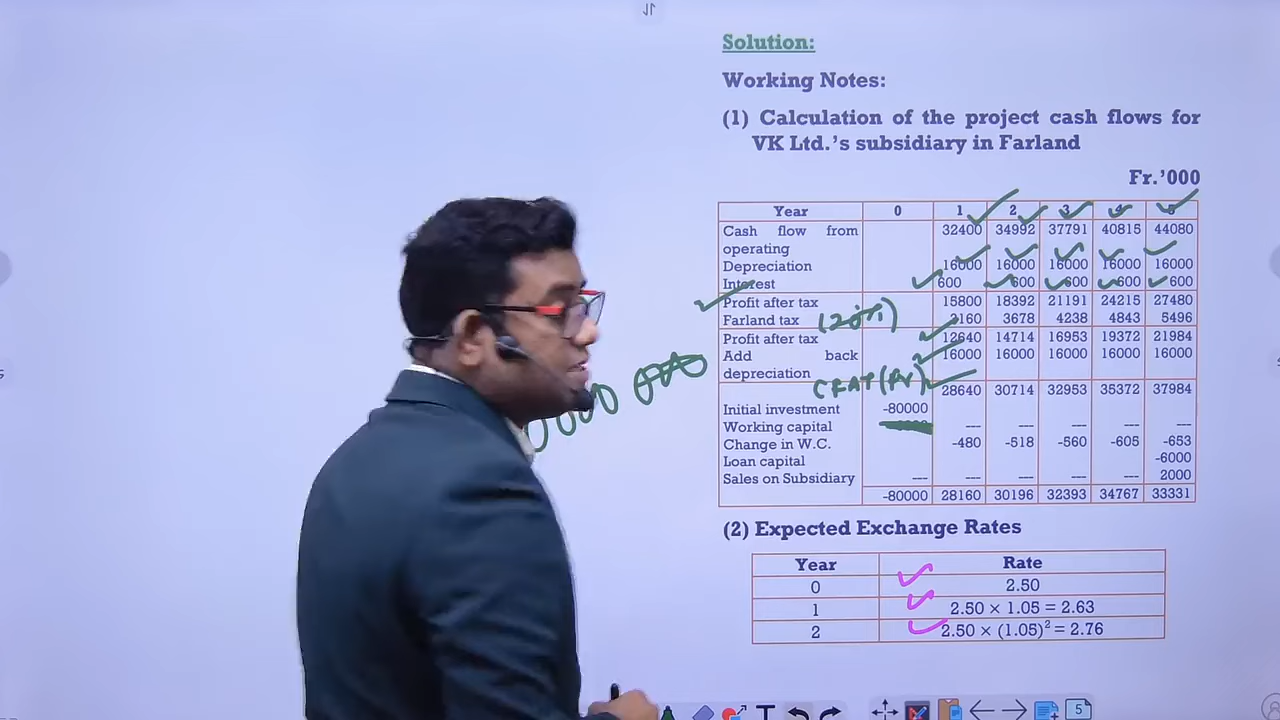 Solution:
Working Notes:
(1) Calculation of the project cash flows for
VK Ltd.'s subsidiary in Farland
Fr.'000
Year 0 1 2 3 4 5
Cash flow from operating 32400 34992 37791 40815 44080
Depreciation 16000 16000 16000 16000 16000
Interest 600 600 600 600 600
Profit after tax 15800 18392 21191 24215 27480
Farland tax (20%) 3160 3678 4238 4843 5496
Profit after tax 12640 14714 16953 19372 21984
Add back depreciation 16000 16000 16000 16000 16000
CFAT (Fr) 28640 30714 32953 35372 37984
Initial investment -80000
Working capital --- --- --- --- ---
Change in W.C. -480 -518 -560 -605 -653
Loan capital -6000
Sales on Subsidiary --- --- --- --- --- 2000
-80000 28160 30196 32393 34767 33331
(2) Expected Exchange Rates
Year Rate
0 2.50
1 2.50 × 1.05 = 2.63
2 2.50 × (1.05)² = 2.76
5